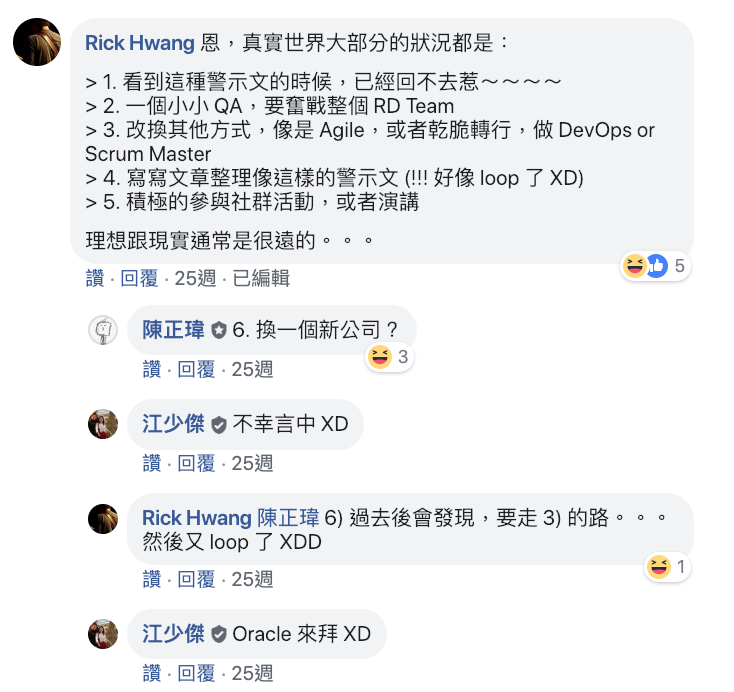 Rick Hwang 恩，真實世界大部分的狀況都是：
> 1. 看到這種警示文的時候，已經回不去惹～～～～
> 2. 一個小小 QA，要奮戰整個 RD Team
> 3. 改換其他方式，像是 Agile，或者乾脆轉行，做 DevOps or
Scrum Master
> 4. 寫寫文章整理像這樣的警示文 (!!! 好像 loop 了 XD)
> 5. 積極的參與社群活動，或者演講
理想跟現實通常是很遠的。。。
5
讚 · 回覆 · 25週 · 已編輯
陳正瑋 6. 換一個新公司？
3
讚 · 回覆 · 25週
江少傑 不幸言中 XD
讚 · 回覆 · 25週
Rick Hwang 陳正瑋 6) 過去後會發現，要走 3) 的路。。。
然後又 loop 了 XDD
1
讚 · 回覆 · 25週
江少傑 Oracle 來拜 XD
讚 · 回覆 · 25週